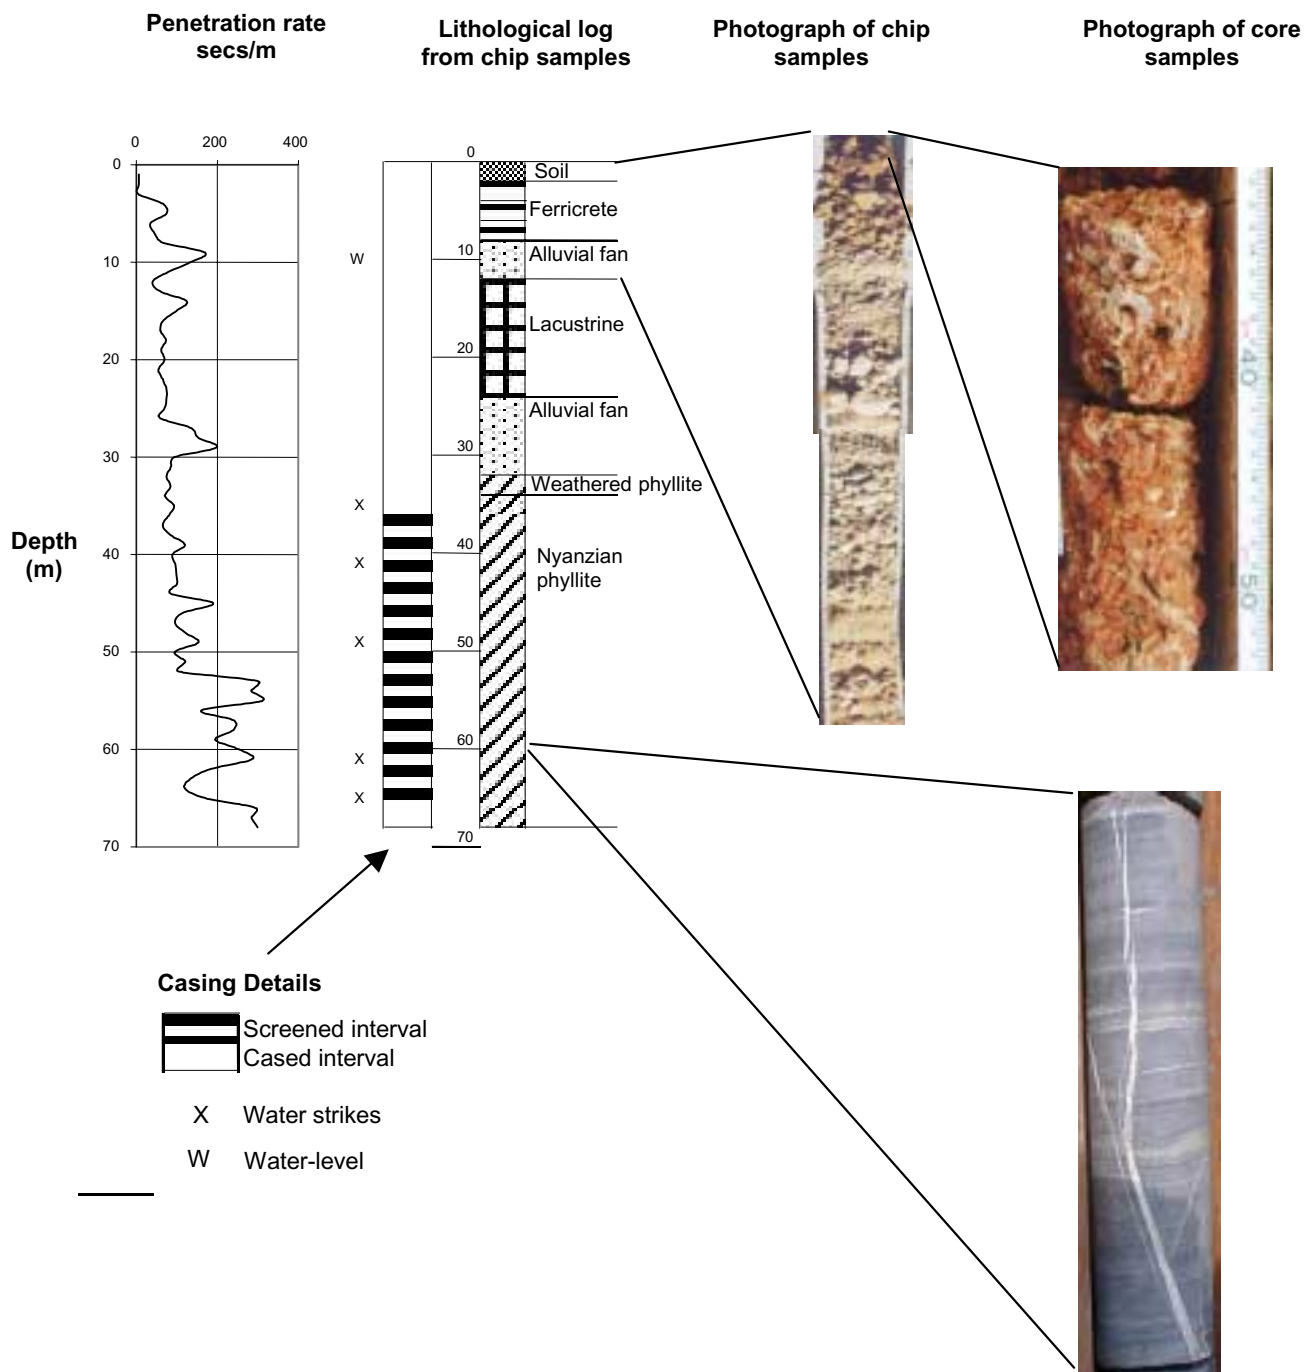 Penetration rate
secs/m
Lithological log
from chip samples
Photograph of chip
samples
Photograph of core
samples
0 200 400
0
10
20
30
40
50
60
70
Depth
(m)
W
X
X
X
X
X
0
10
20
30
40
50
60
70
Soil
Ferricrete
Alluvial fan
Lacustrine
Alluvial fan
Weathered phyllite
Nyanzian
phyllite
40
50
Casing Details
Screened interval
Cased interval
X Water strikes
W Water-level